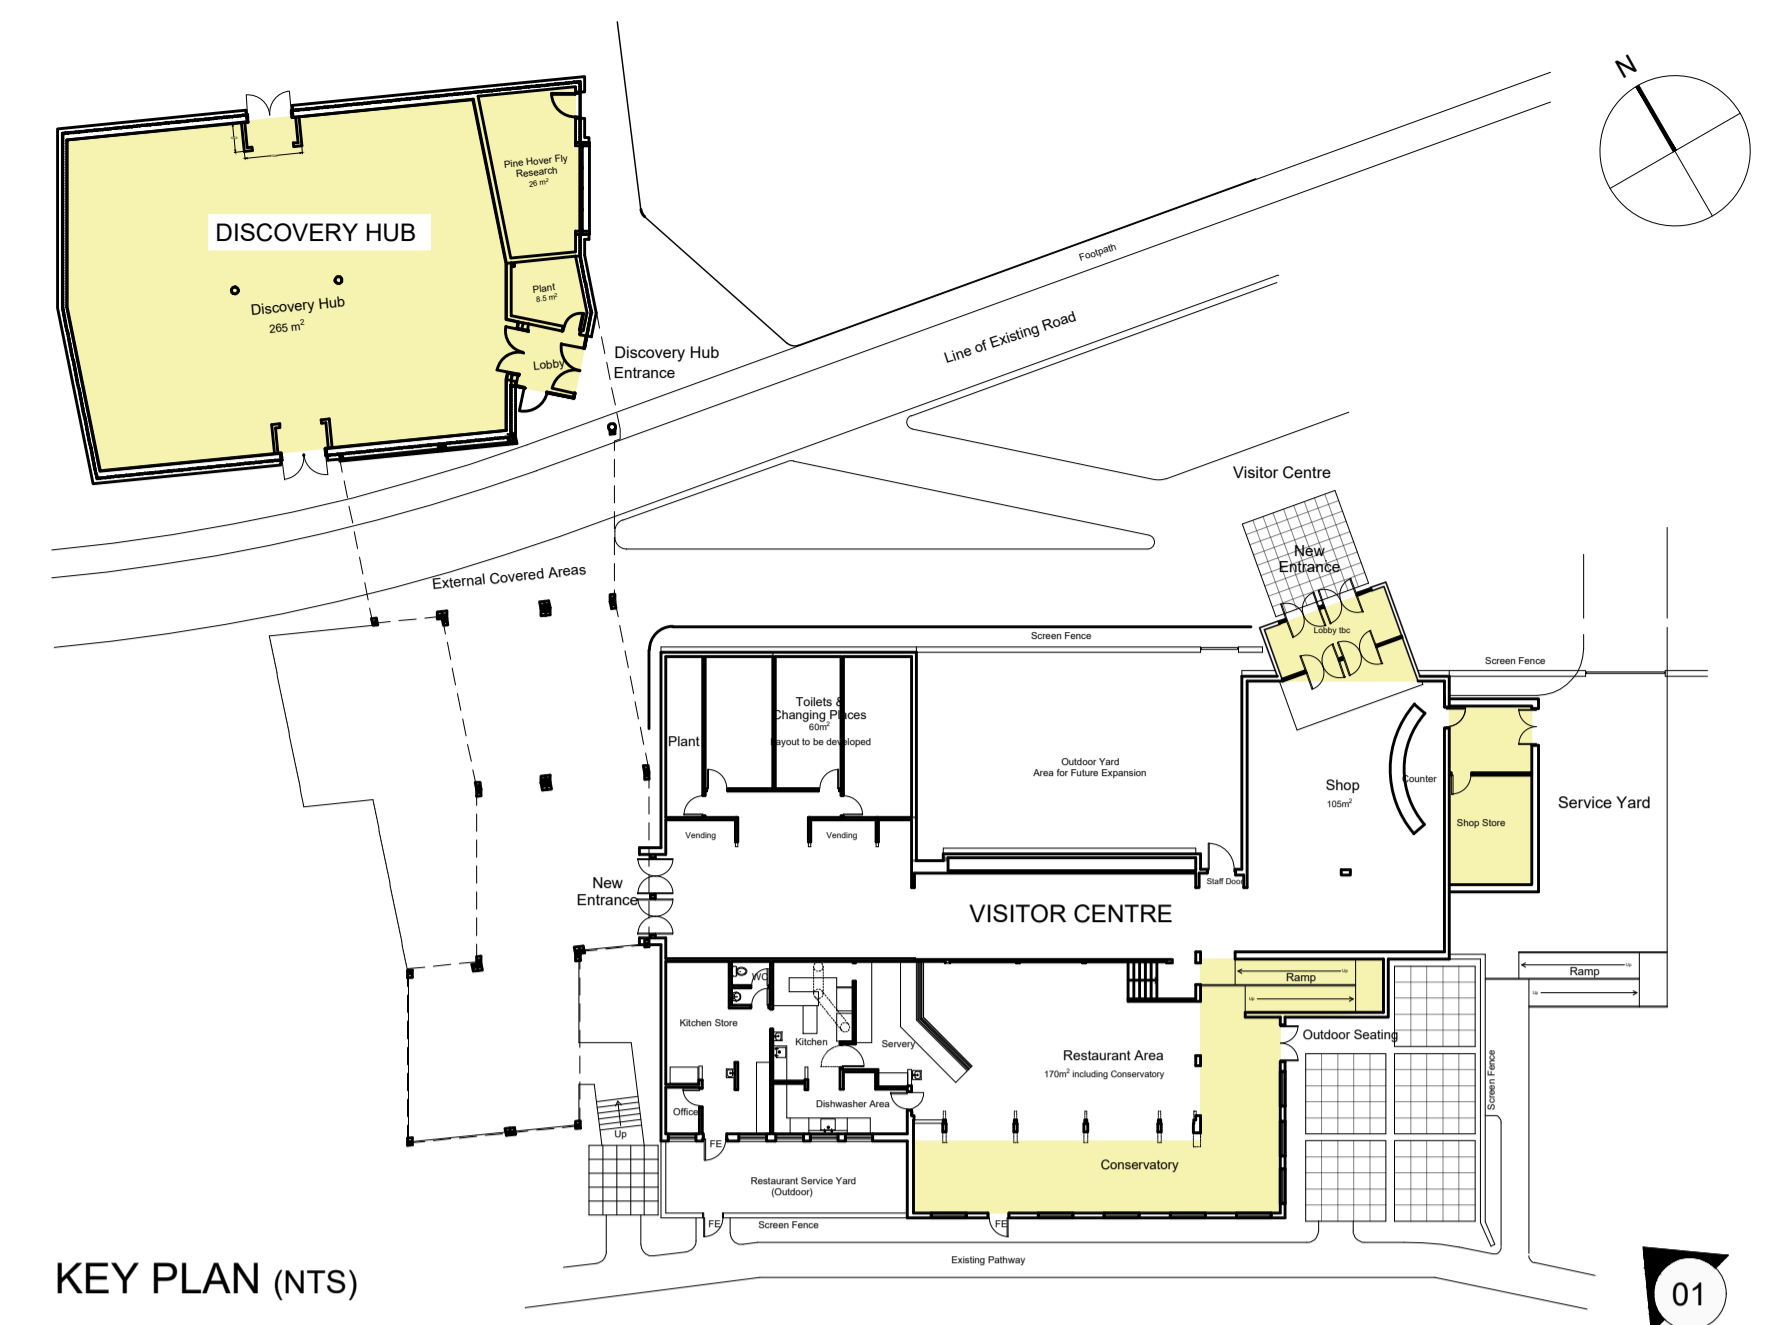 N
Pine Hover Fly
Research
26 m²
DISCOVERY HUB
Plant
8.5 m²
Discovery Hub
265 m²
Lobby
Discovery Hub
Entrance
Footpath
Line of Existing Road
Visitor Centre
New
Entrance
Lobby tbc
External Covered Areas
Screen Fence
Screen Fence
Toilets &
Changing Places
60m²
Layout to be developed
Plant
Outdoor Yard
Area for Future Expansion
Shop
105m²
Counter
Shop Store
Service Yard
Vending
Vending
New
Entrance
Staff Door
VISITOR CENTRE
WC
Kitchen Store
Kitchen
Servery
Restaurant Area
170m² including Conservatory
Up
Ramp
Up
Outdoor Seating
Up
Ramp
Up
Screen Fence
Office
Dishwasher Area
Up
FE
Conservatory
Restaurant Service Yard
(Outdoor)
FE
Screen Fence
FE
Existing Pathway
KEY PLAN (NTS)
01